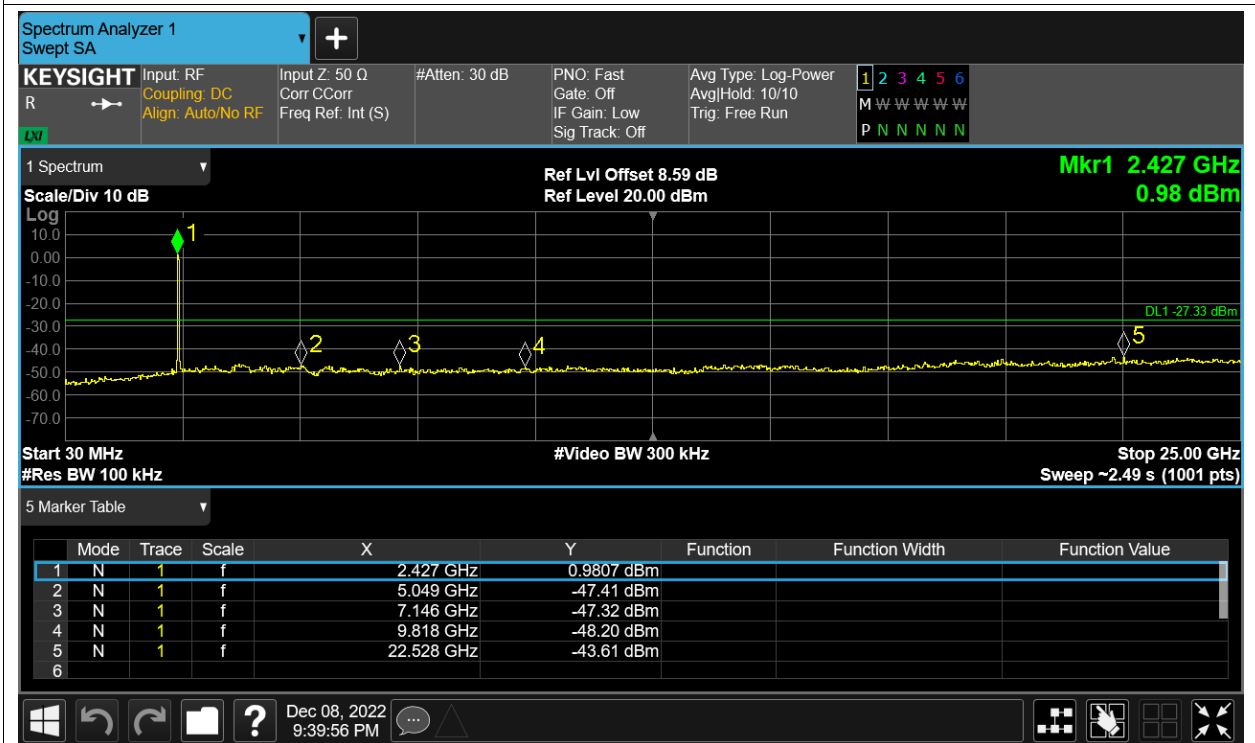 Spectrum Analyzer 1
Swept SA
KEYSIGHT
R
LXI
Input: RF
Coupling: DC
Align: Auto/No RF
Input Z: 50 Ω
Corr CCorr
Freq Ref: Int (S)
#Atten: 30 dB
PNO: Fast
Gate: Off
IF Gain: Low
Sig Track: Off
Avg Type: Log-Power
Avg|Hold: 10/10
Trig: Free Run
1 2 3 4 5 6
M W W W W W
P N N N N N
1 Spectrum
Scale/Div 10 dB
Ref Lvl Offset 8.59 dB
Ref Level 20.00 dBm
Mkr1 2.427 GHz
0.98 dBm
Log
10.0
0.00
-10.0
-20.0
-30.0
-40.0
-50.0
-60.0
-70.0
1
2
3
4
5
DL1 -27.33 dBm
Start 30 MHz
#Res BW 100 kHz
#Video BW 300 kHz
Stop 25.00 GHz
Sweep ~2.49 s (1001 pts)
5 Marker Table
Mode Trace Scale X Y Function Function Width Function Value
1 N 1 f 2.427 GHz 0.9807 dBm
2 N 1 f 5.049 GHz -47.41 dBm
3 N 1 f 7.146 GHz -47.32 dBm
4 N 1 f 9.818 GHz -48.20 dBm
5 N 1 f 22.528 GHz -43.61 dBm
6
?
Dec 08, 2022
9:39:56 PM